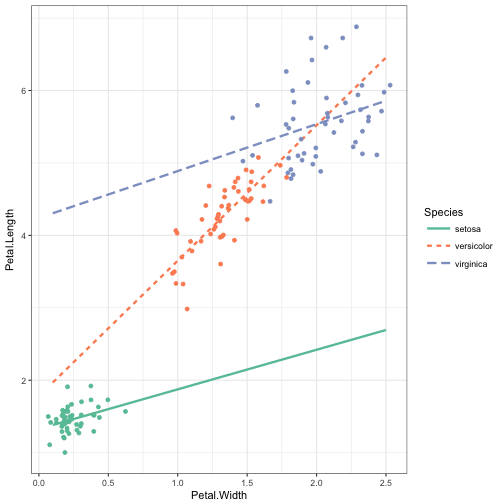 Petal.Length
6
4
2
0.0 0.5 1.0 1.5 2.0 2.5
Petal.Width
Species
setosa
versicolor
virginica